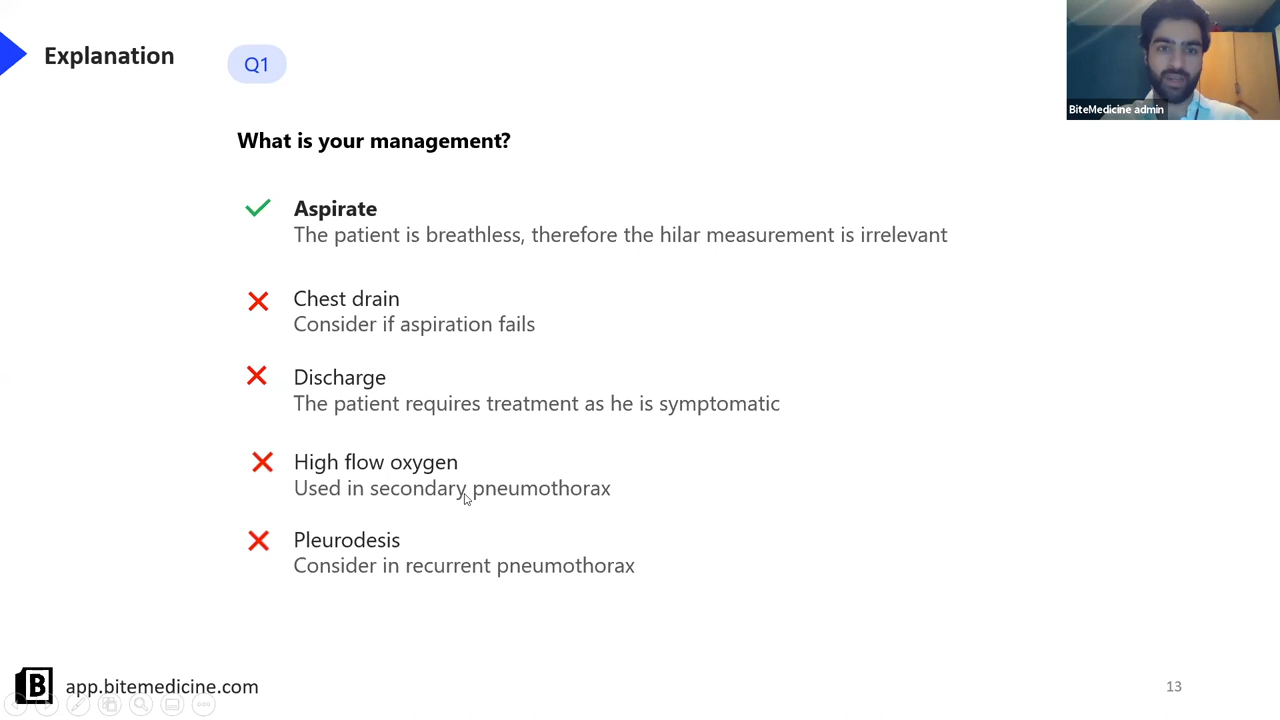 Explanation
Q1
BiteMedicine admin
What is your management?
Aspirate
The patient is breathless, therefore the hilar measurement is irrelevant
Chest drain
Consider if aspiration fails
Discharge
The patient requires treatment as he is symptomatic
High flow oxygen
Used in secondary pneumothorax
Pleurodesis
Consider in recurrent pneumothorax
B
app.bitemedicine.com
13